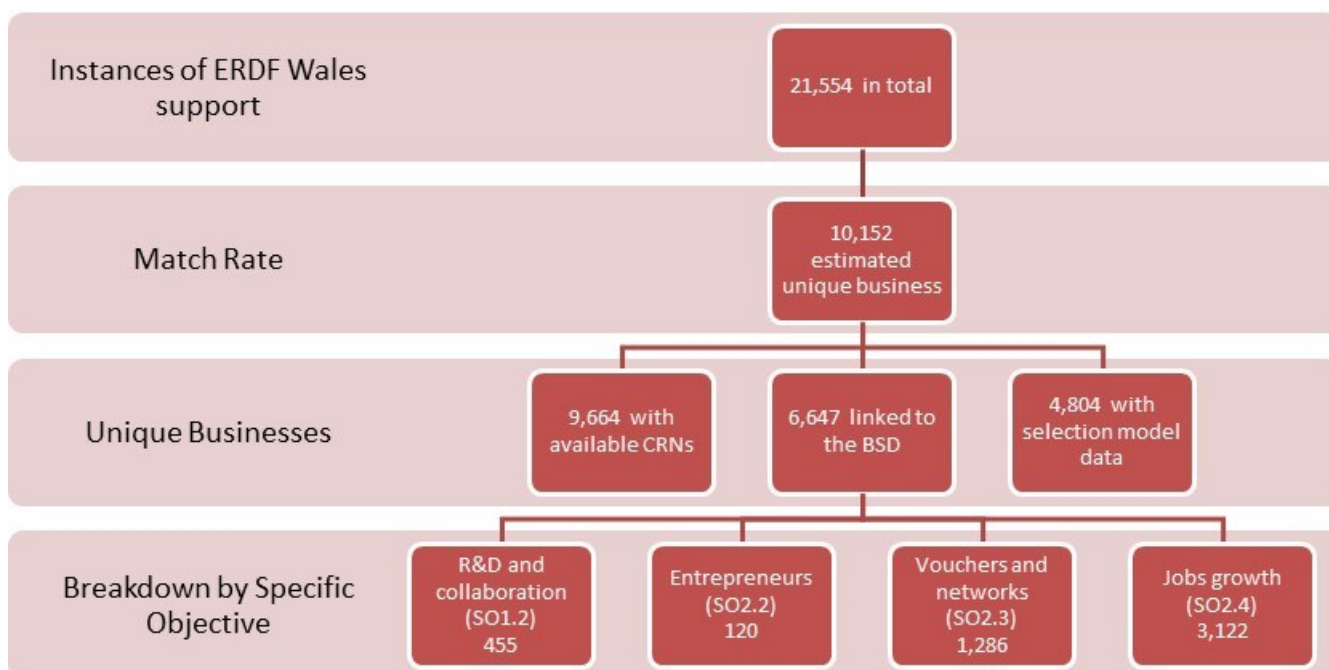 Instances of ERDF Wales
support
21,554 in total
Match Rate
10,152
estimated
unique business
Unique Businesses
9,664 with
available CRNs
6,647 linked to
the BSD
4,804 with
selection model
data
Breakdown by Specific
Objective
R&D and
collaboration
(SO1.2)
455
Entrepreneurs
(SO2.2)
120
Vouchers and
networks
(SO2.3)
1,286
Jobs growth
(SO2.4)
3,122